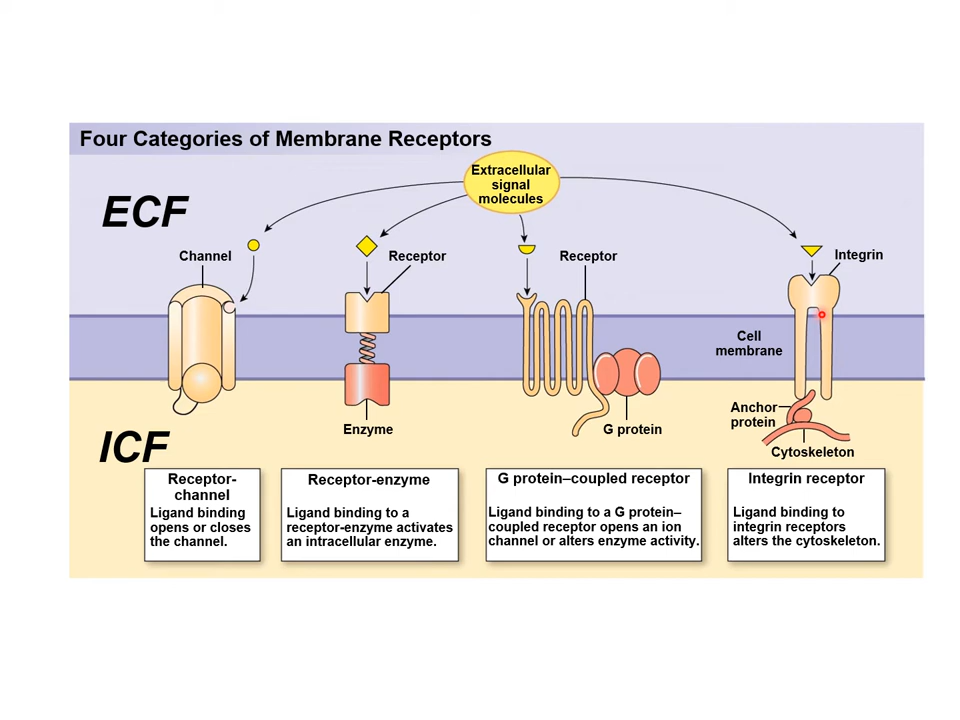 Four Categories of Membrane Receptors
Extracellular
signal
molecules
ECF
Channel
Receptor
Receptor
Integrin
Cell
membrane
Enzyme
G protein
Anchor
protein
Cytoskeleton
ICF
Receptor-
channel
Ligand binding
opens or closes
the channel.
Receptor-enzyme
Ligand binding to a
receptor-enzyme activates
an intracellular enzyme.
G protein–coupled receptor
Ligand binding to a G protein–
coupled receptor opens an ion
channel or alters enzyme activity.
Integrin receptor
Ligand binding to
integrin receptors
alters the cytoskeleton.